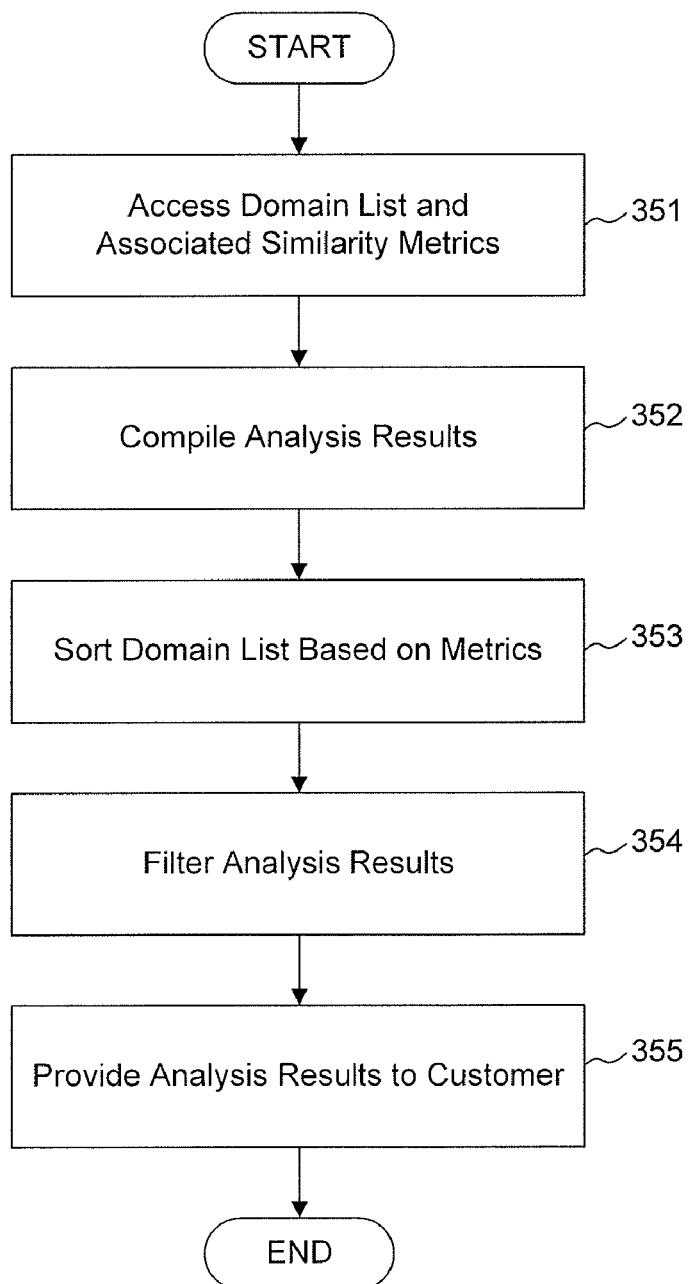 START
Access Domain List and
Associated Similarity Metrics
351
Compile Analysis Results
352
Sort Domain List Based on Metrics
353
Filter Analysis Results
354
Provide Analysis Results to Customer
355
END